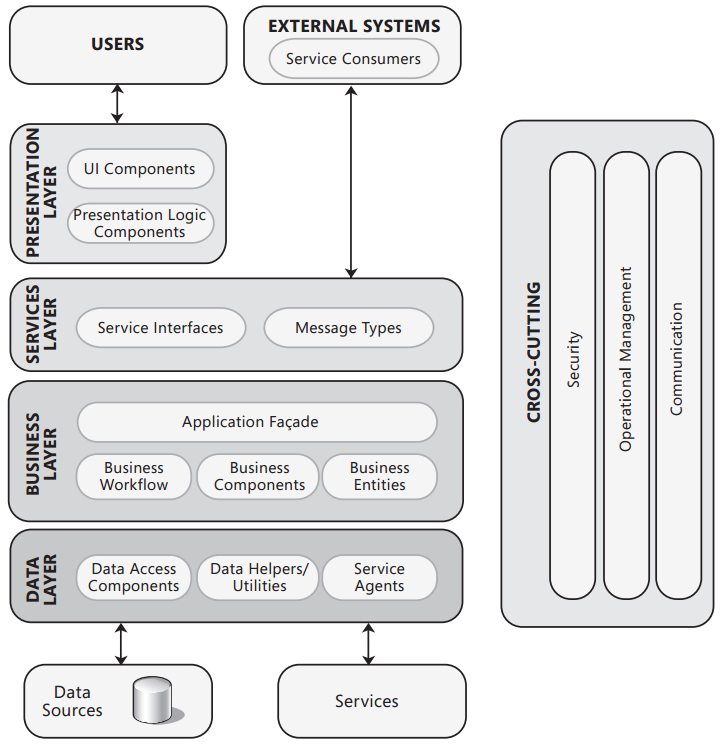 USERS
EXTERNAL SYSTEMS
Service Consumers
PRESENTATION
LAYER
UI Components
Presentation Logic
Components
SERVICES
LAYER
Service Interfaces
Message Types
BUSINESS
LAYER
Application Façade
Business
Workflow
Business
Components
Business
Entities
DATA
LAYER
Data Access
Components
Data Helpers/
Utilities
Service
Agents
Data
Sources
Services
CROSS-CUTTING
Security
Operational Management
Communication